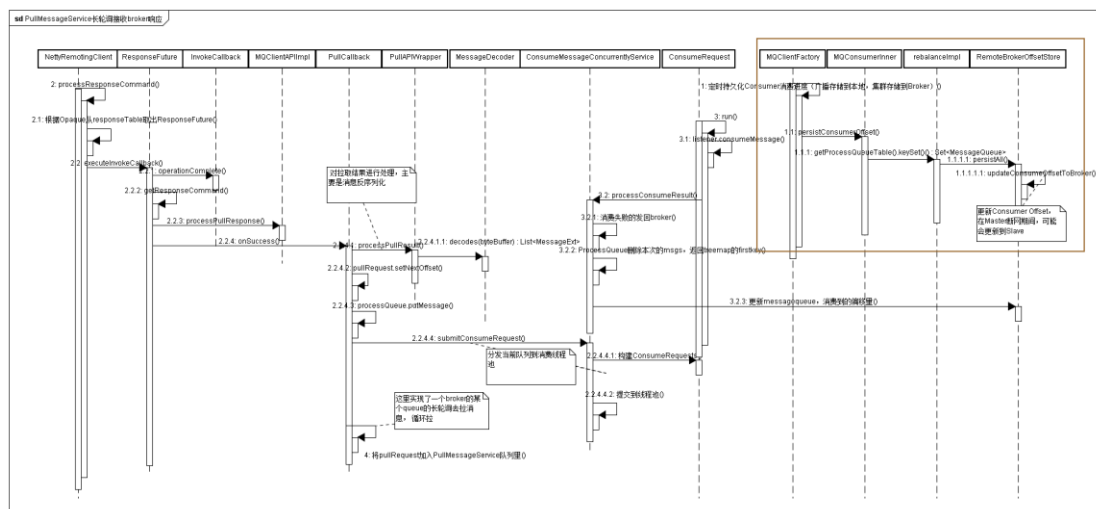 sd PullMessageService长轮询接收broker响应
NettyRemotingClient
ResponseFuture
InvokeCallback
MQClientAPIImpl
PullCallback
PullAPIWrapper
MessageDecoder
ConsumeMessageConcurrentlyService
ConsumeRequest
MQClientFactory
MQConsumerInner
rebalanceImpl
RemoteBrokerOffsetStore
2: processResponseCommand()
1: 定时持久化Consumer消费进度（广播存储到本地，集群存储到Broker）()
2.1: 根据Opaque从responseTable取出ResponseFuture()
3: run()
3.1: listener.consumeMessage()
1.1: persistConsumerOffset()
1.1.1: getProcessQueueTable().keySet() : Set<MessageQueue>
1.1.1.1: persistAll()
1.1.1.1.1: updateConsumeOffsetToBroker()
2.2: executeInvokeCallback()
operationComplete()
2.2.2: getResponseCommand()
对拉取结果进行处理，主
要是消息反序列化
3.2: processConsumeResult()
更新Consumer Offset，
在Master断网期间，可能
会更新到Slave
2.2.3: processPullResponse()
3.2.1: 消费失败的发回broker()
2.2.4: onSuccess()
processPullResult()
2.2.4.1.1: decodes(byteBuffer) : List<MessageExt>
3.2.2: ProcessQueue删除本次的msgs，返回treemap的firstkey()
2.2.4.2: pullRequest.setNextOffset()
2.2.4.3: processQueue.putMessage()
3.2.3: 更新messagequeue，消费到的偏移量()
2.2.4.4: submitConsumeRequest()
分发当前队列到消费线程
池
2.2.4.4.1: 构建ConsumeRequests
2.2.4.4.2: 提交到线程池()
这里实现了一个broker的某
个queue的长轮询去拉消
息，循环拉
4: 将pullRequest加入PullMessageService队列里()